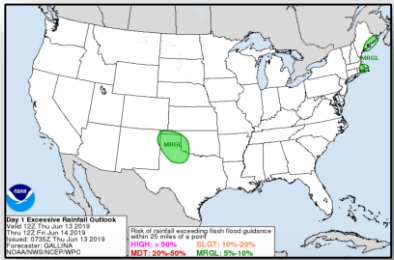 MRGL
MRGL
NOAA
Day 1 Excessive Rainfall Outlook
Valid 12Z Thu Jun 13 2019
Thru 12Z Fri Jun 14 2019
Issued: 0735Z Thu Jun 13 2019
Forecaster: GALLINA
NOAA/NWS/NCEP/WPC
Risk of rainfall exceeding flash flood guidance
within 25 miles of a point
HIGH: > 50% SLGT: 10%-20%
MDT: 20%-50% MRGL: 5%-10%